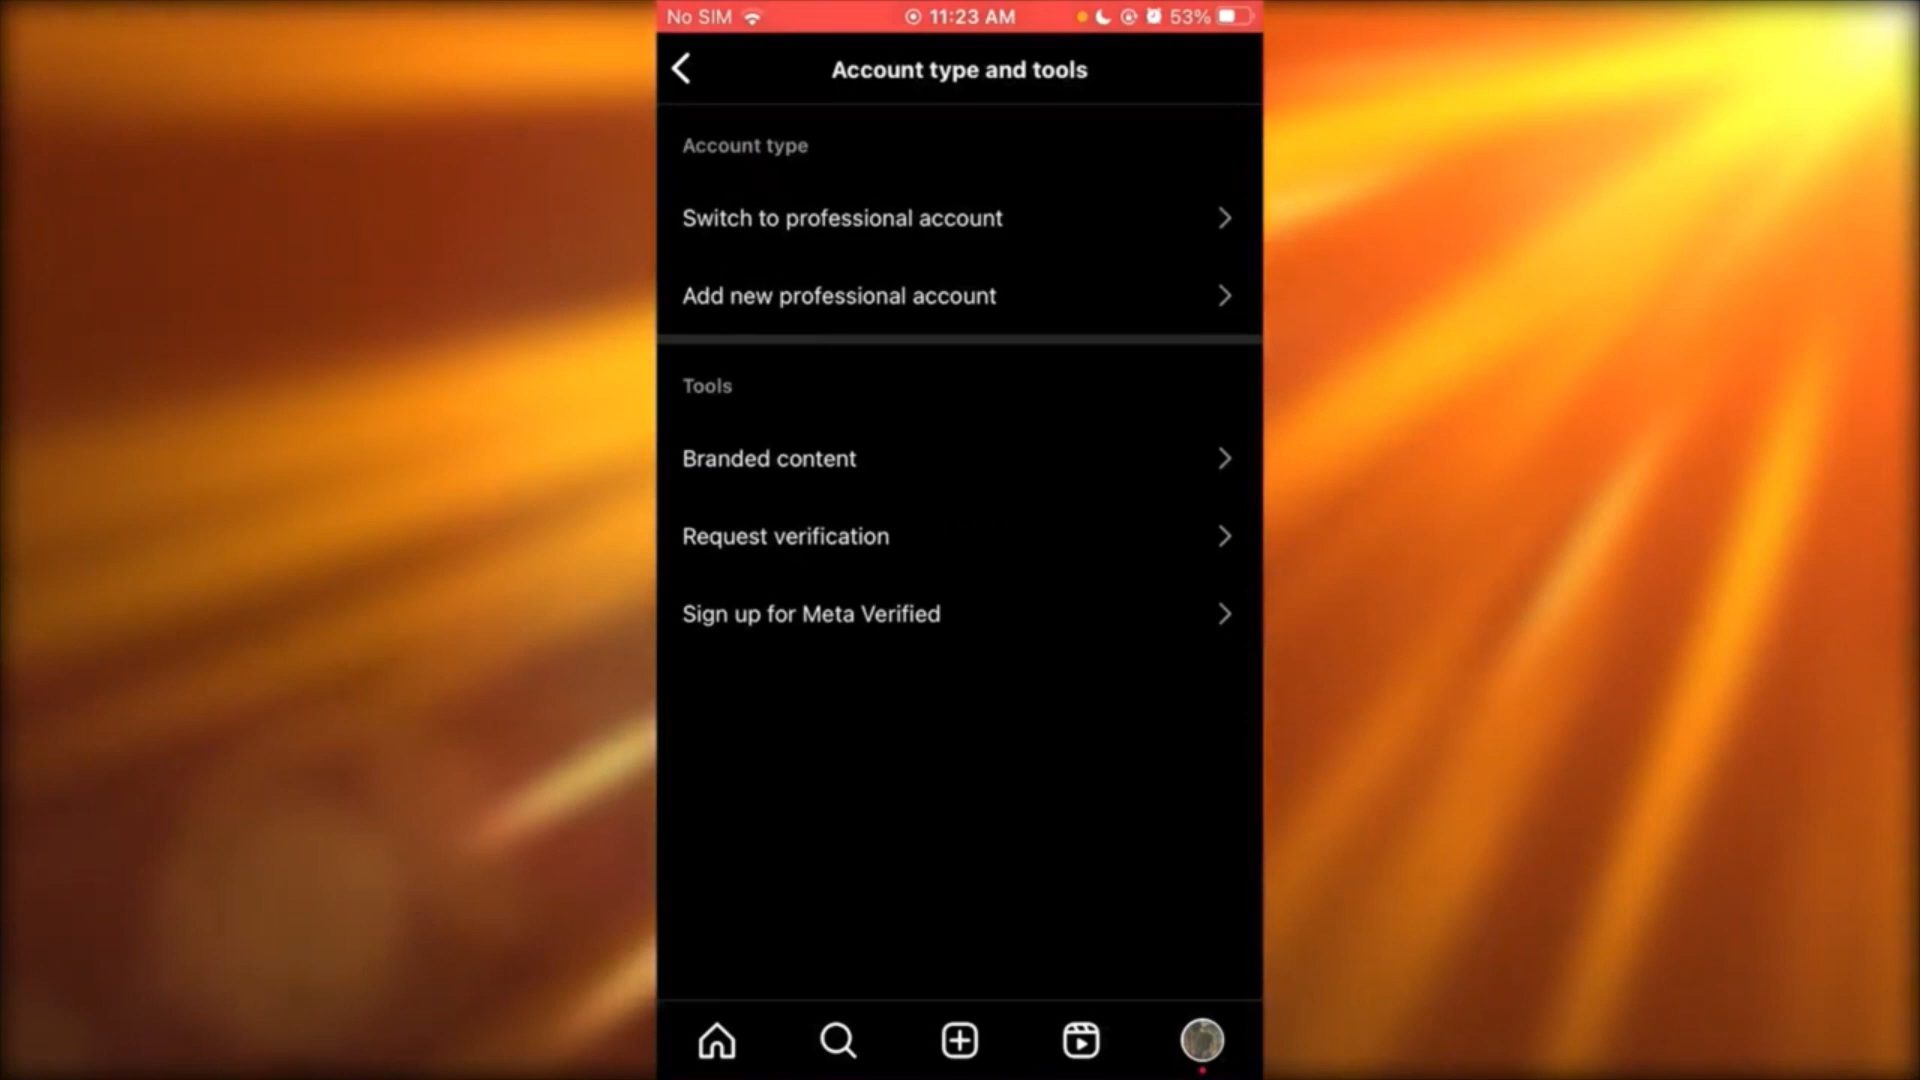 No SIM 11:23 AM 53%
Account type and tools
Account type
Switch to professional account
Add new professional account
Tools
Branded content
Request verification
Sign up for Meta Verified